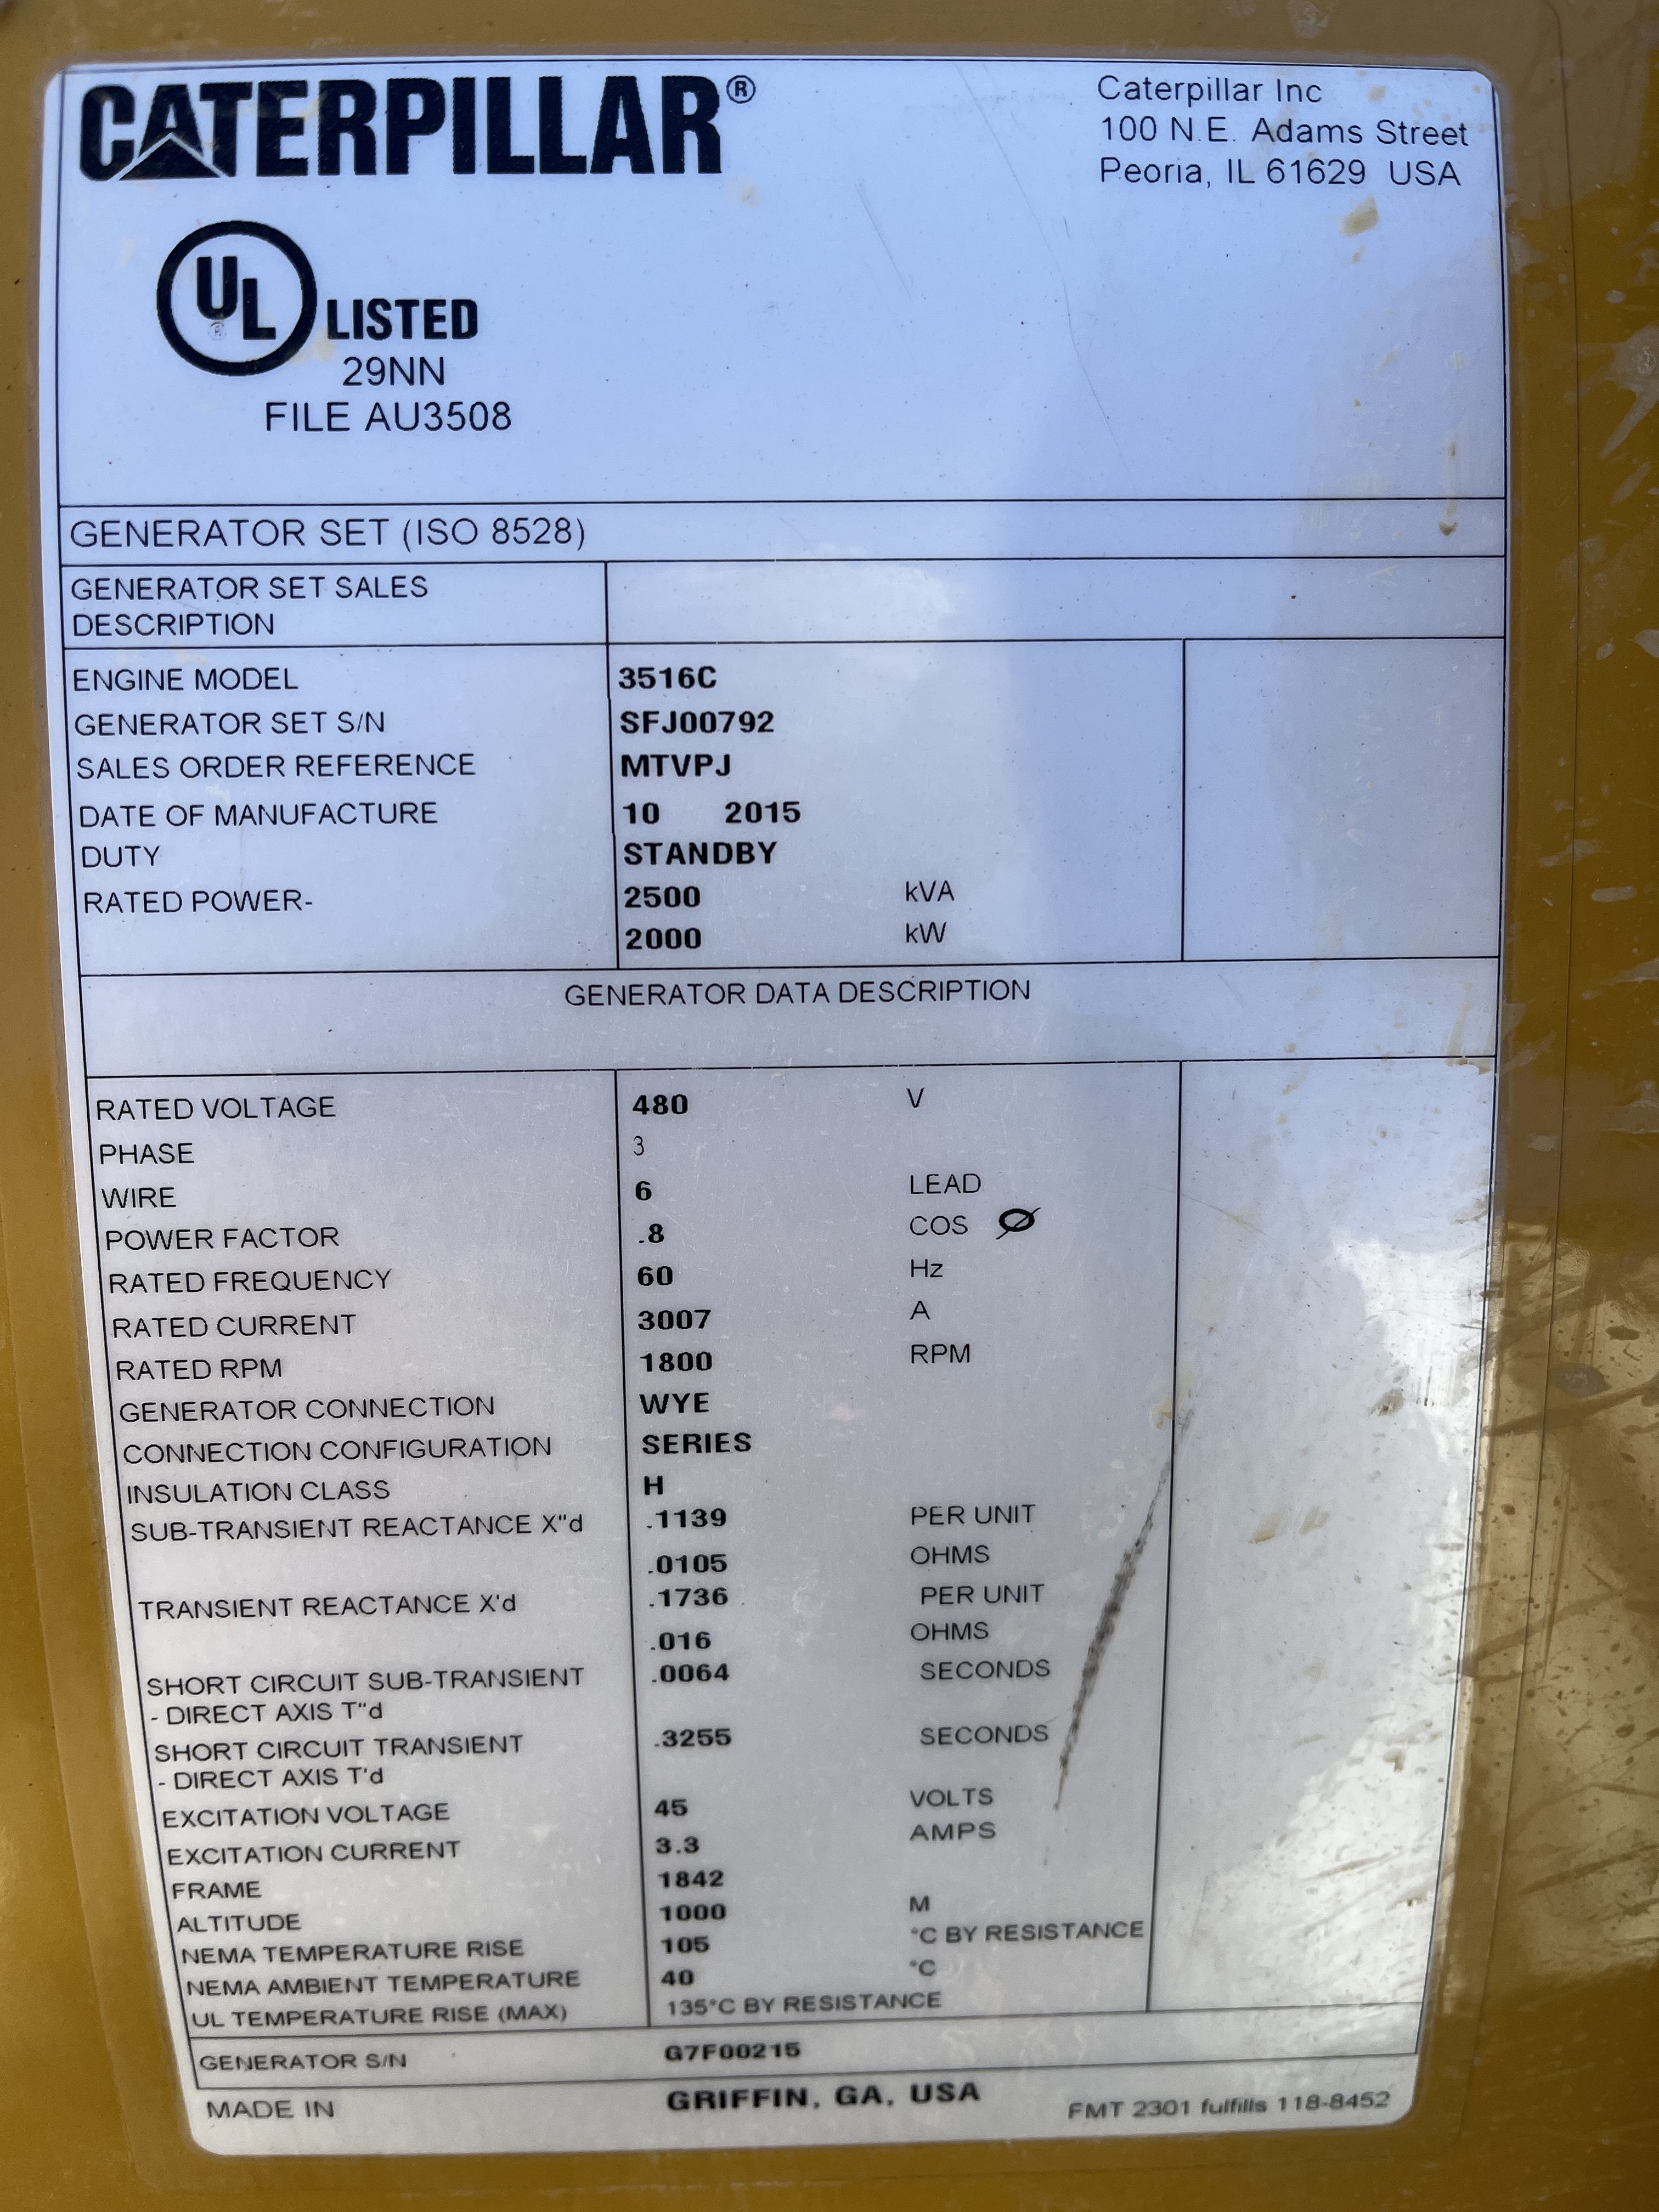 CATERPILLAR®
Caterpillar Inc
100 N.E. Adams Street
Peoria, IL 61629 USA
UL® LISTED
29NN
FILE AU3508
GENERATOR SET (ISO 8528)
GENERATOR SET SALES
DESCRIPTION
ENGINE MODEL 3516C
GENERATOR SET S/N SFJ00792
SALES ORDER REFERENCE MTVPJ
DATE OF MANUFACTURE 10 2015
DUTY STANDBY
RATED POWER- 2500 kVA
2000 kW
GENERATOR DATA DESCRIPTION
RATED VOLTAGE 480 V
PHASE 3
WIRE 6 LEAD
POWER FACTOR .8 COS Ø
RATED FREQUENCY 60 Hz
RATED CURRENT 3007 A
RATED RPM 1800 RPM
GENERATOR CONNECTION WYE
CONNECTION CONFIGURATION SERIES
INSULATION CLASS H
SUB-TRANSIENT REACTANCE X"d .1139 PER UNIT
.0105 OHMS
TRANSIENT REACTANCE X'd .1736 PER UNIT
.016 OHMS
SHORT CIRCUIT SUB-TRANSIENT .0064 SECONDS
- DIRECT AXIS T"d
SHORT CIRCUIT TRANSIENT .3255 SECONDS
- DIRECT AXIS T'd
EXCITATION VOLTAGE 45 VOLTS
EXCITATION CURRENT 3.3 AMPS
FRAME 1842
ALTITUDE 1000 M
NEMA TEMPERATURE RISE 105 °C BY RESISTANCE
NEMA AMBIENT TEMPERATURE 40 °C
UL TEMPERATURE RISE (MAX) 135°C BY RESISTANCE
GENERATOR S/N G7F00215
MADE IN GRIFFIN, GA, USA FMT 2301 fulfills 118-8452